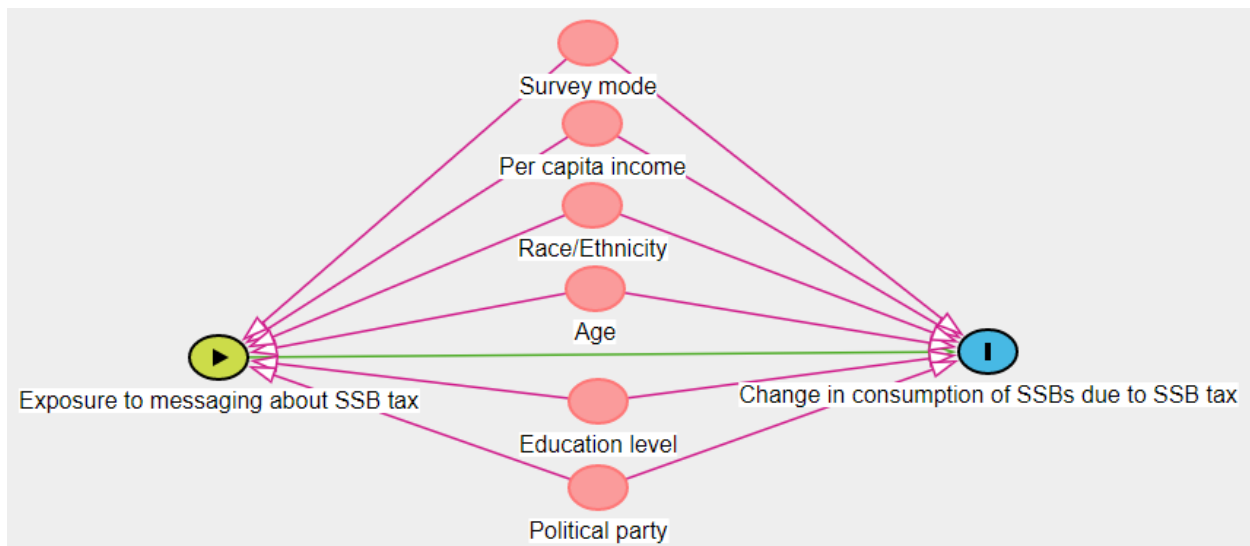 Survey mode
Per capita income
Race/Ethnicity
Age
Exposure to messaging about SSB tax
Change in consumption of SSBs due to SSB tax
Education level
Political party